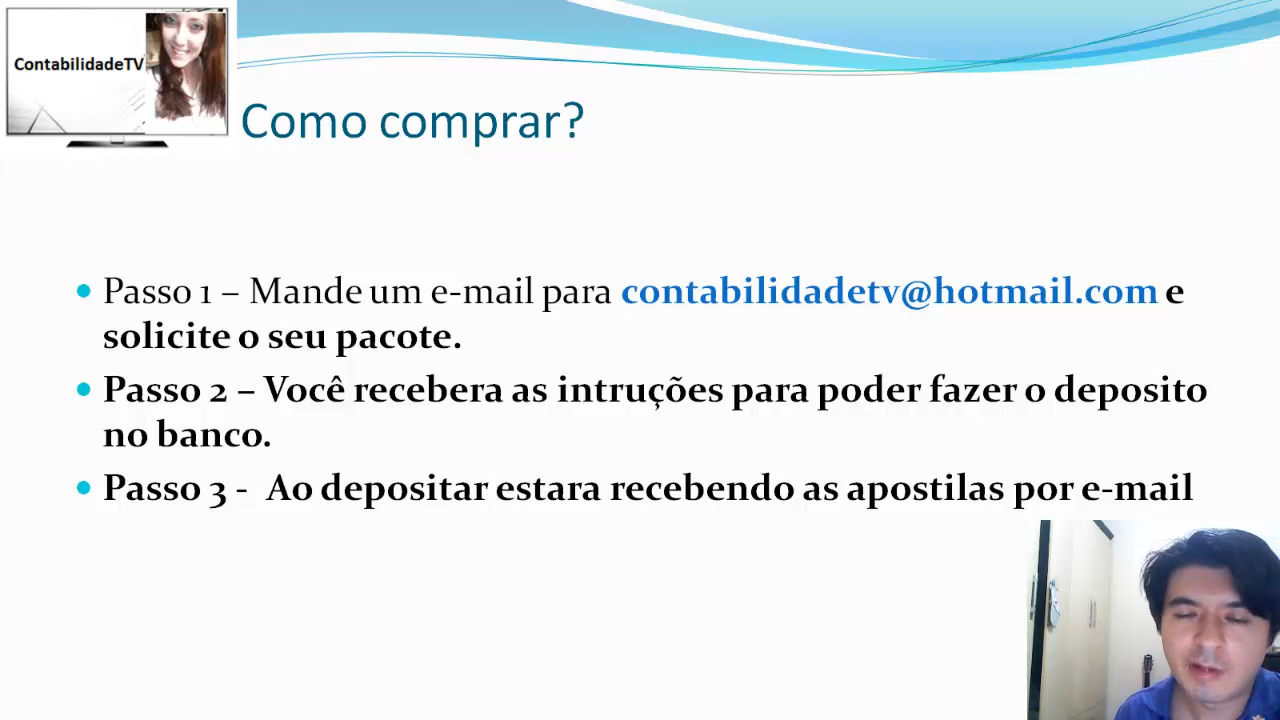 ContabilidadeTV
Como comprar?
• Passo 1 – Mande um e-mail para contabilidadetv@hotmail.com e
solicite o seu pacote.
• Passo 2 – Você recebera as intruções para poder fazer o deposito
no banco.
• Passo 3 - Ao depositar estara recebendo as apostilas por e-mail